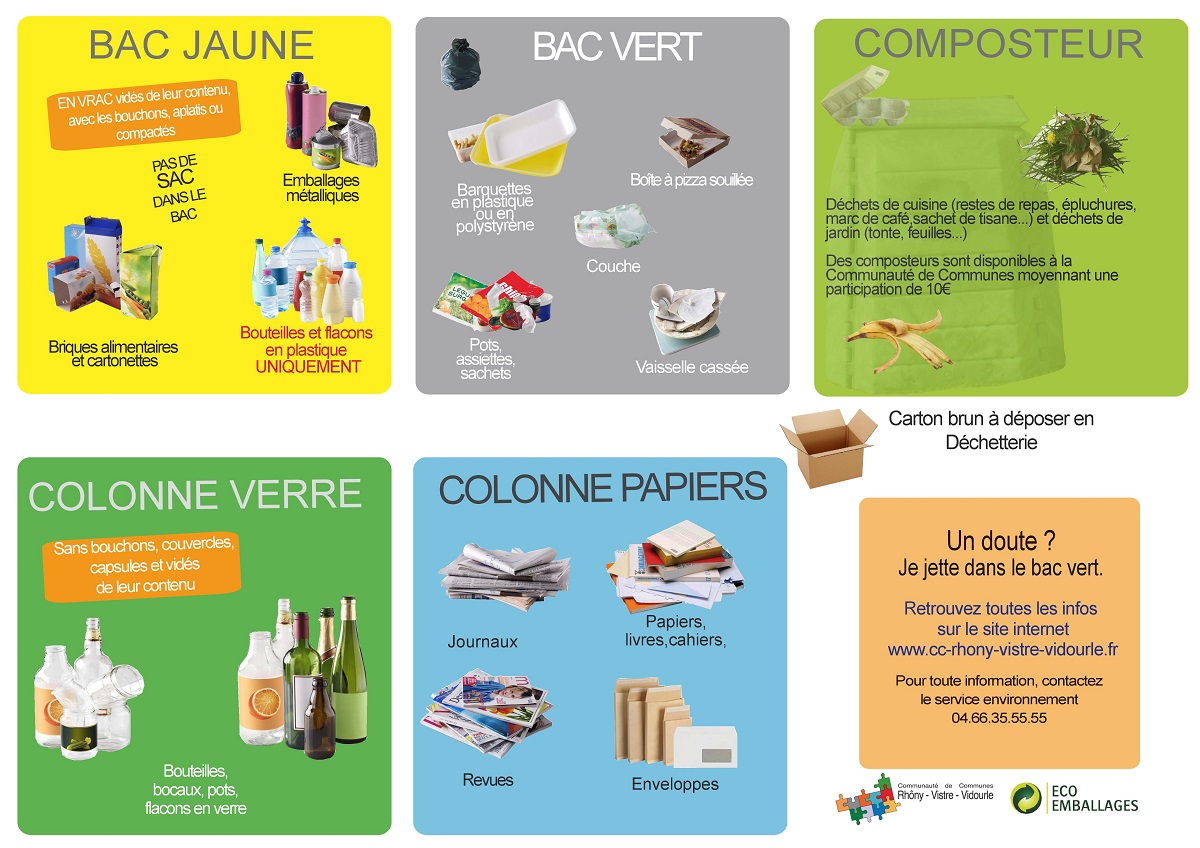 BAC JAUNE
EN VRAC vidés de leur contenu,
avec les bouchons, aplatis ou
compactés
PAS DE
SAC
DANS LE
BAC
Emballages
métalliques
Briques alimentaires
et cartonettes
Bouteilles et flacons
en plastique
UNIQUEMENT
BAC VERT
Barquettes
en plastique
ou en
polystyrène
Boîte à pizza souillée
Couche
Pots,
assiettes,
sachets
Vaisselle cassée
COMPOSTEUR
Déchets de cuisine (restes de repas, épluchures,
marc de café,sachet de tisane...) et déchets de
jardin (tonte, feuilles...)
Des composteurs sont disponibles à la
Communauté de Communes moyennant une
participation de 10€
Carton brun à déposer en
Déchetterie
COLONNE VERRE
Sans bouchons, couvercles,
capsules et vidés
de leur contenu
Bouteilles,
bocaux, pots,
flacons en verre
COLONNE PAPIERS
Journaux
Papiers,
livres,cahiers,
Revues
Enveloppes
Un doute ?
Je jette dans le bac vert.
Retrouvez toutes les infos
sur le site internet
www.cc-rhony-vistre-vidourle.fr
Pour toute information, contactez
le service environnement
04.66.35.55.55
Communauté de Communes
Rhôny - Vistre - Vidourle
ECO
EMBALLAGES